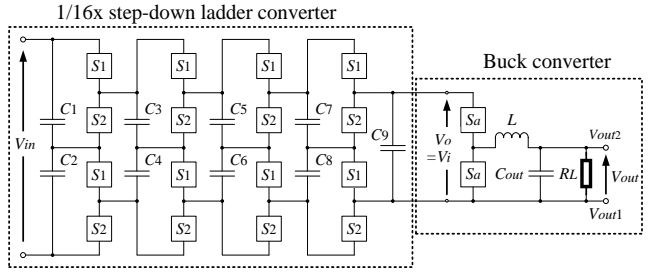 1/16x step-down ladder converter
Buck converter
S1 S1 S1 S1
C1 C3 C5 C7
S2 S2 S2 S2
Vin
C9
Vo
=Vi
Sa
L
Vout2
C2 C4 C6 C8
S1 S1 S1 S1
Sa
Cout
RL
Vout
Vout1
S2 S2 S2 S2